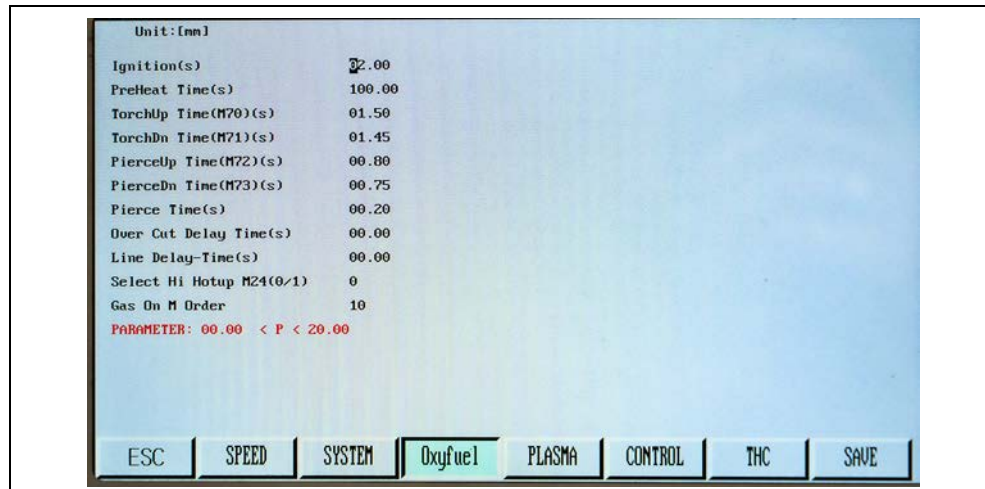 Unit:[mm]
Ignition(s) 02.00
PreHeat Time(s) 100.00
TorchUp Time(M70)(s) 01.50
TorchDn Time(M71)(s) 01.45
PierceUp Time(M72)(s) 00.80
PierceDn Time(M73)(s) 00.75
Pierce Time(s) 00.20
Over Cut Delay Time(s) 00.00
Line Delay-Time(s) 00.00
Select Hi Hotup M24(0/1) 0
Gas On M Order 10
PARAMETER: 00.00 < P < 20.00
ESC SPEED SYSTEM Oxyfuel PLASMA CONTROL THC SAVE